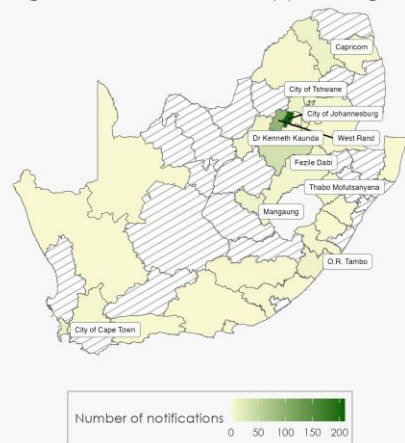 Capricorn
City of Tshwane
City of Johannesburg
Dr Kenneth Kaunda
West Rand
Fezile Dabi
Thabo Mofutsanyana
Mangaung
O.R. Tambo
City of Cape Town
Number of notifications
0 50 100 150 200